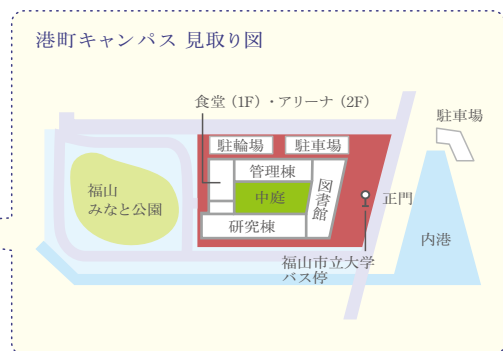 港町キャンパス 見取り図
食堂（1F）・アリーナ（2F）
駐車場
駐輪場
駐車場
管理棟
中庭
図書館
研究棟
福山
みなと公園
正門
内港
福山市立大学
バス停